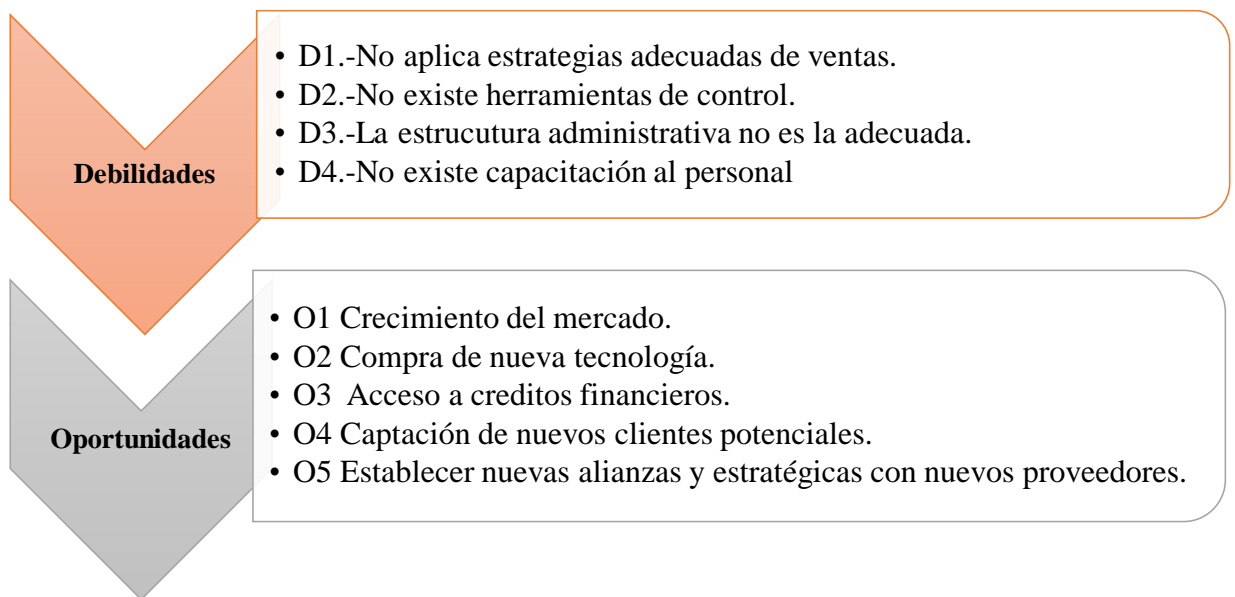 Debilidades
• D1.-No aplica estrategias adecuadas de ventas.
• D2.-No existe herramientas de control.
• D3.-La estrucutura administrativa no es la adecuada.
• D4.-No existe capacitación al personal
Oportunidades
• O1 Crecimiento del mercado.
• O2 Compra de nueva tecnología.
• O3  Acceso a creditos financieros.
• O4 Captación de nuevos clientes potenciales.
• O5 Establecer nuevas alianzas y estratégicas con nuevos proveedores.